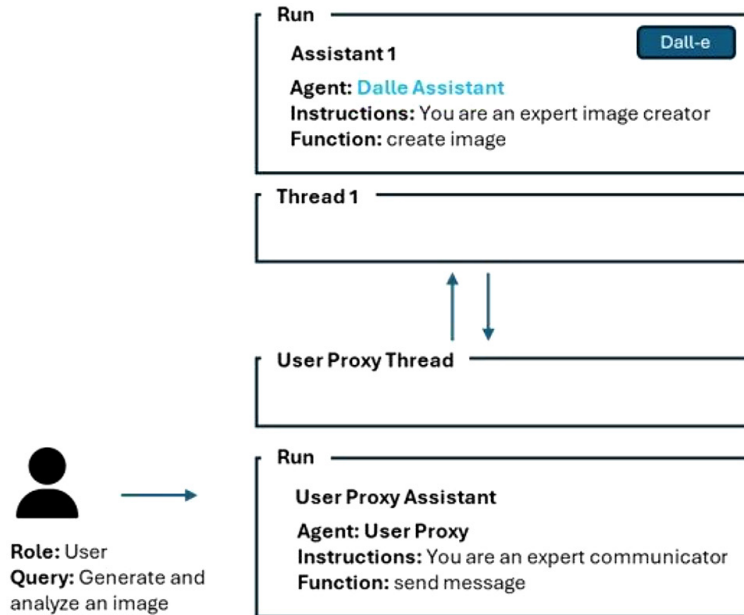 Run
Dall-e
Assistant 1
Agent: Dalle Assistant
Instructions: You are an expert image creator
Function: create image
Thread 1
User Proxy Thread
Run
User Proxy Assistant
Agent: User Proxy
Instructions: You are an expert communicator
Function: send message
Role: User
Query: Generate and
analyze an image